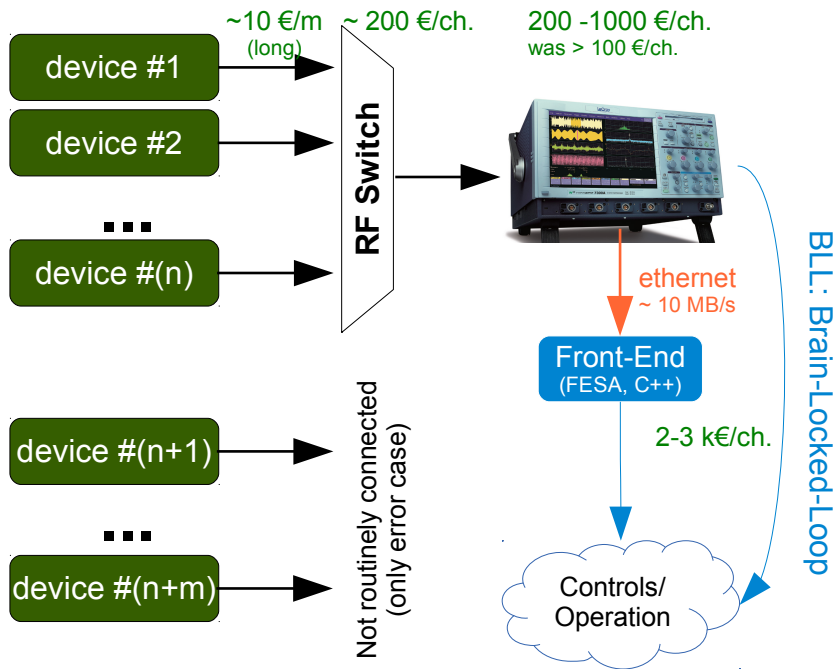 ~10 €/m
(long)
~ 200 €/ch.
200 -1000 €/ch.
was > 100 €/ch.
device #1
device #2
...
device #(n)
RF Switch
ethernet
~ 10 MB/s
Front-End
(FESA, C++)
2-3 k€/ch.
BLL: Brain-Locked-Loop
device #(n+1)
...
device #(n+m)
Not routinely connected
(only error case)
Controls/
Operation